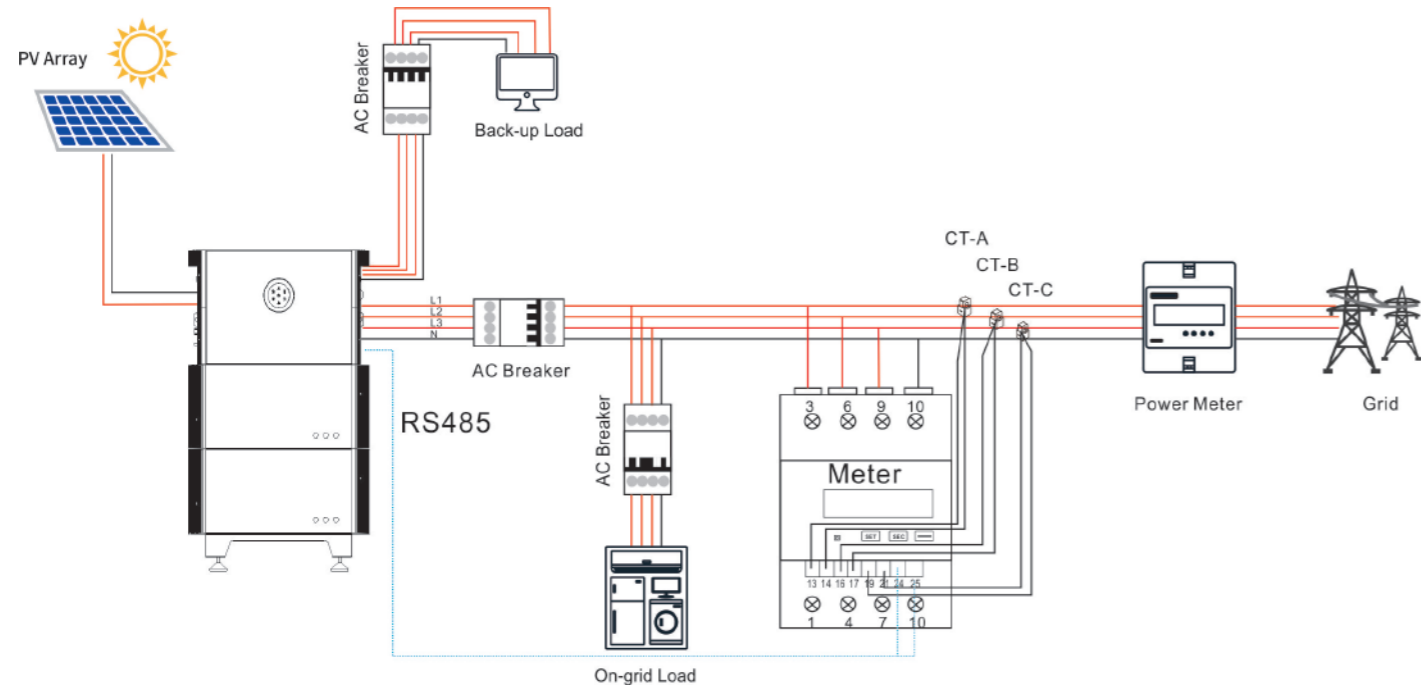 PV Array
AC Breaker
Back-up Load
CT-A
CT-B
CT-C
L1
L2
L3
N
AC Breaker
RS485
AC Breaker
3 6 9 10
Meter
SET SEC
13 14 16 17 19 21 24 25
1 4 7 10
Power Meter
Grid
On-grid Load